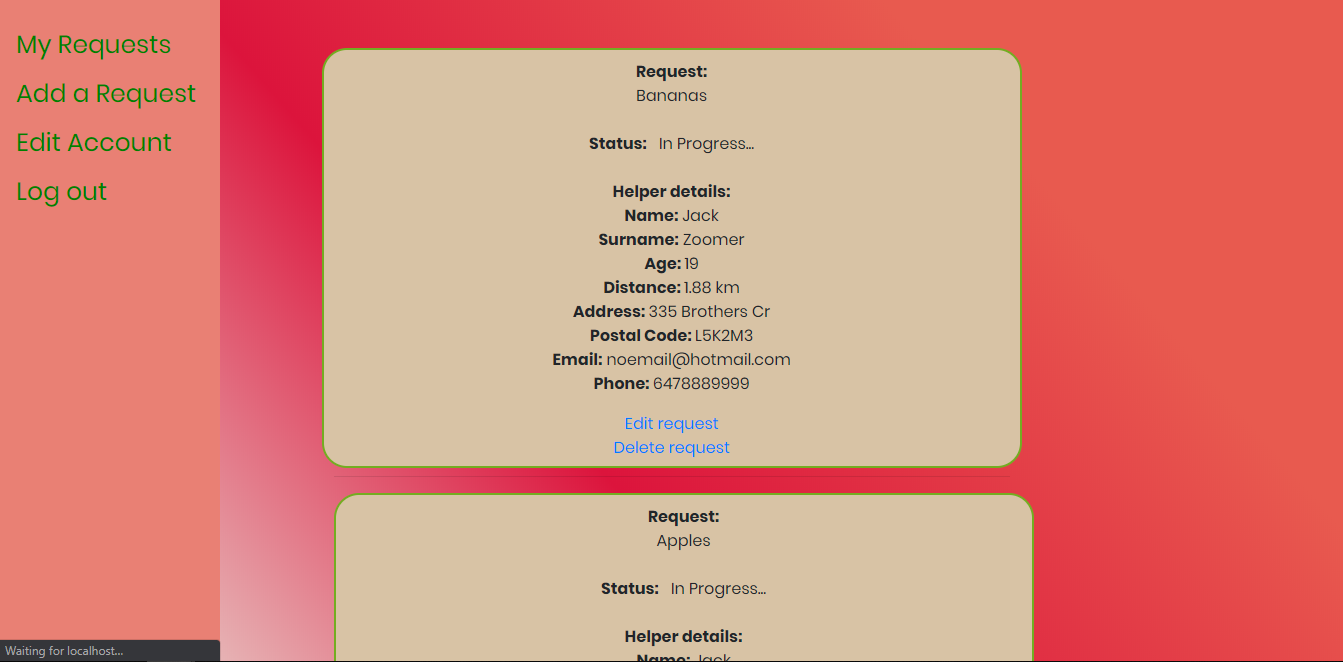 My Requests
Add a Request
Edit Account
Log out
Request:
Bananas
Status: In Progress...
Helper details:
Name: Jack
Surname: Zoomer
Age: 19
Distance: 1.88 km
Address: 335 Brothers Cr
Postal Code: L5K2M3
Email: noemail@hotmail.com
Phone: 6478889999
Edit request
Delete request
Request:
Apples
Status: In Progress...
Helper details:
Name: Jack
Waiting for localhost...